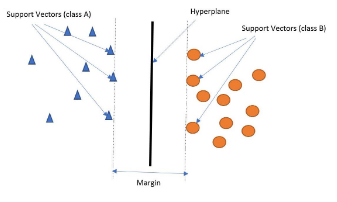 Hyperplane
Support Vectors (class A)
Support Vectors (class B)
Margin